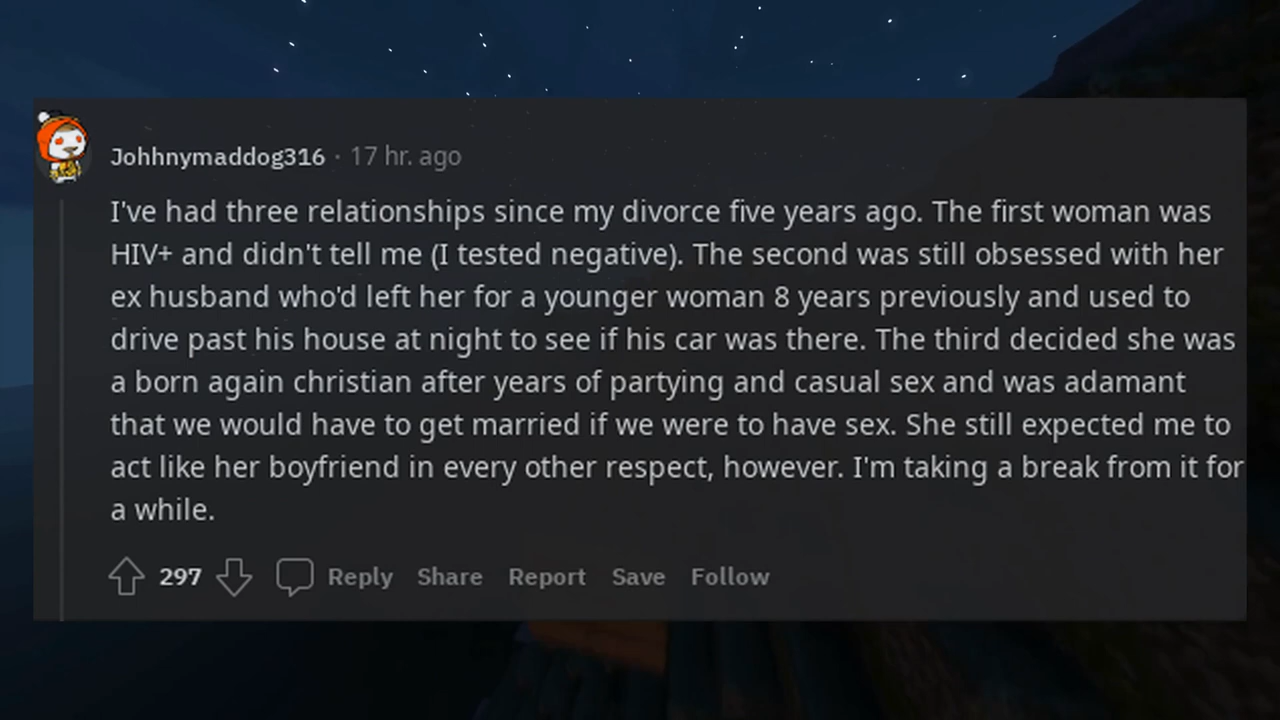 Johhnymaddog316 · 17 hr. ago
I've had three relationships since my divorce five years ago. The first woman was
HIV+ and didn't tell me (I tested negative). The second was still obsessed with her
ex husband who'd left her for a younger woman 8 years previously and used to
drive past his house at night to see if his car was there. The third decided she was
a born again christian after years of partying and casual sex and was adamant
that we would have to get married if we were to have sex. She still expected me to
act like her boyfriend in every other respect, however. I'm taking a break from it for
a while.
297 Reply Share Report Save Follow